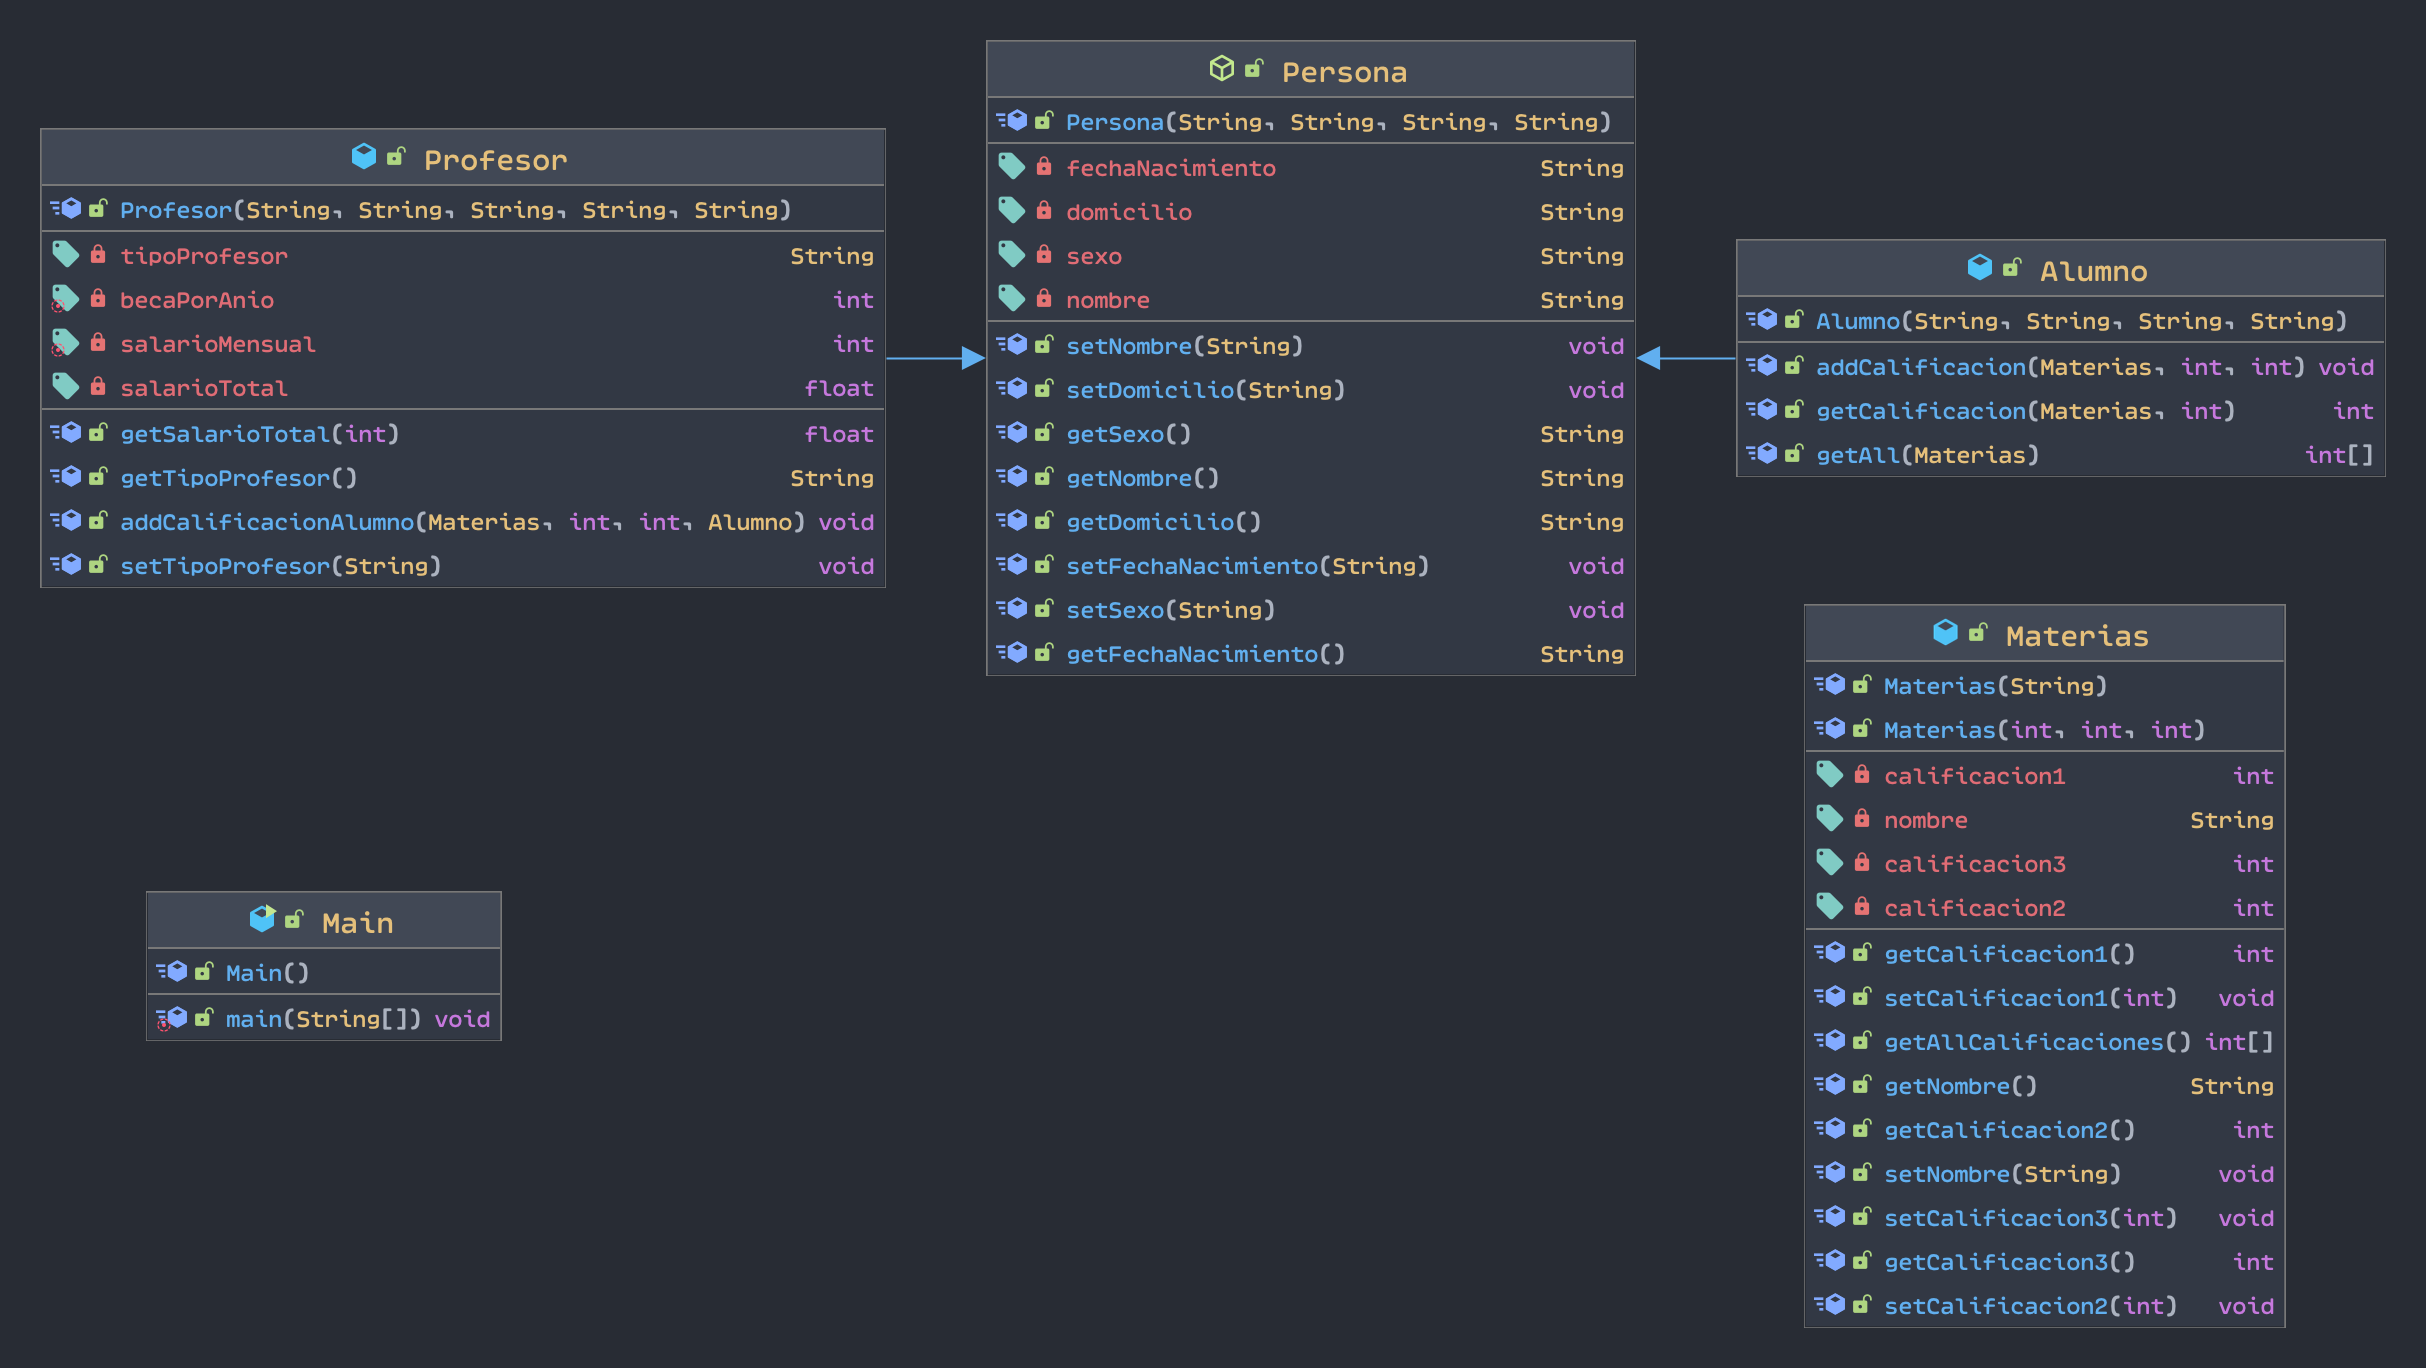 Profesor
Profesor(String, String, String, String, String)
tipoProfesor String
becaPorAnio int
salarioMensual int
salarioTotal float
getSalarioTotal(int) float
getTipoProfesor() String
addCalificacionAlumno(Materias, int, int, Alumno) void
setTipoProfesor(String) void
Persona
Persona(String, String, String, String)
fechaNacimiento String
domicilio String
sexo String
nombre String
setNombre(String) void
setDomicilio(String) void
getSexo() String
getNombre() String
getDomicilio() String
setFechaNacimiento(String) void
setSexo(String) void
getFechaNacimiento() String
Alumno
Alumno(String, String, String, String)
addCalificacion(Materias, int, int) void
getCalificacion(Materias, int) int
getAll(Materias) int[]
Main
Main()
main(String[]) void
Materias
Materias(String)
Materias(int, int, int)
calificacion1 int
nombre String
calificacion3 int
calificacion2 int
getCalificacion1() int
setCalificacion1(int) void
getAllCalificaciones() int[]
getNombre() String
getCalificacion2() int
setNombre(String) void
setCalificacion3(int) void
getCalificacion3() int
setCalificacion2(int) void